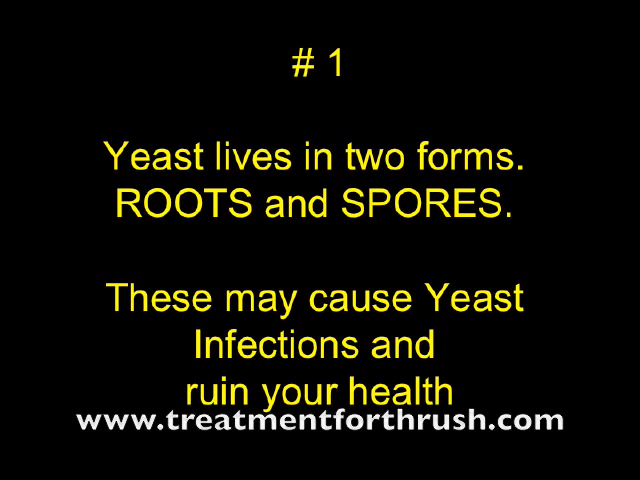 # 1
Yeast lives in two forms.
ROOTS and SPORES.
These may cause Yeast
Infections and
ruin your health
www.treatmentforthrush.com